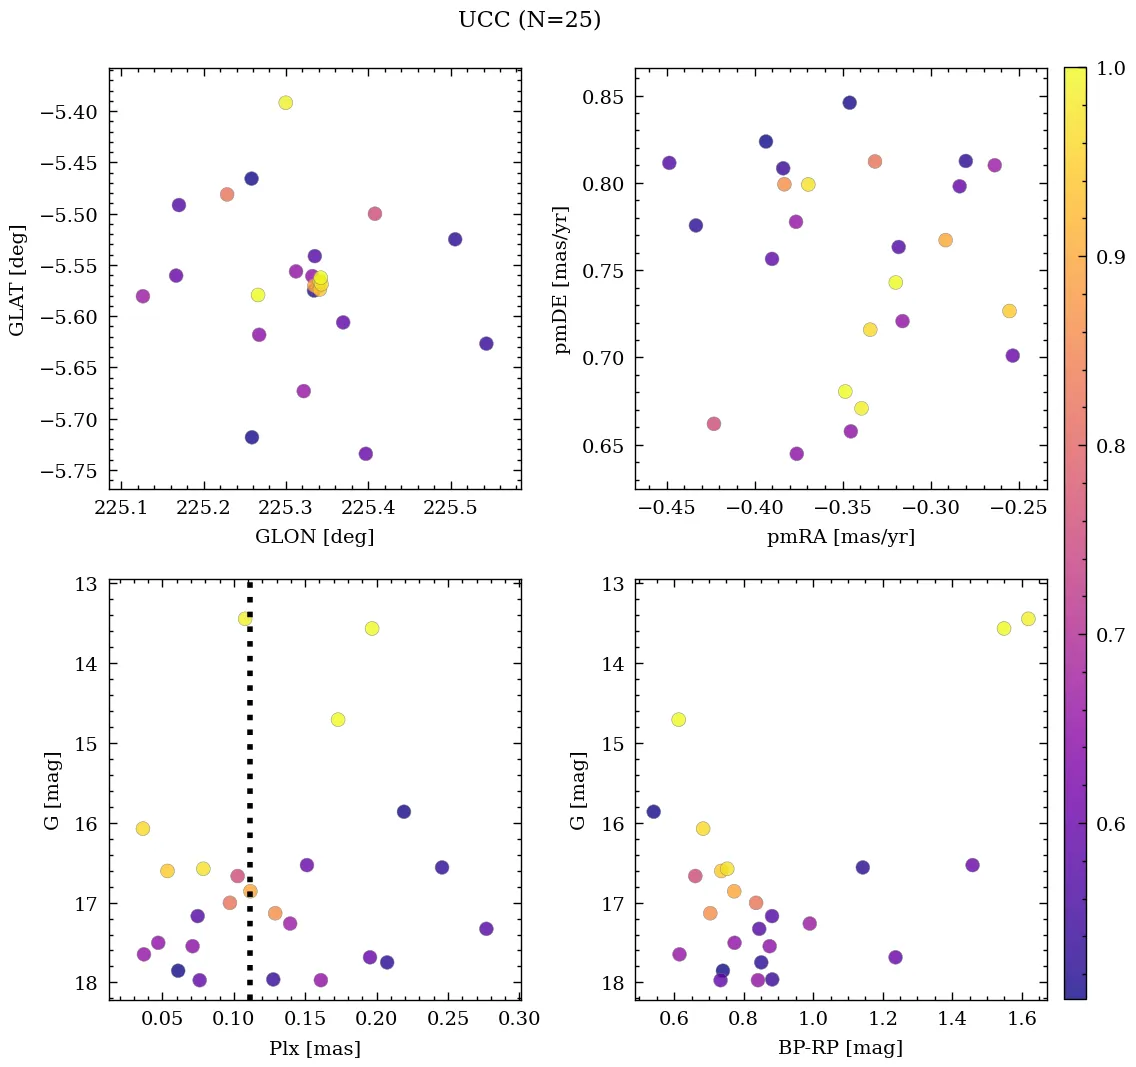 UCC (N=25)
−5.40
−5.45
−5.50
−5.55
−5.60
−5.65
−5.70
−5.75
GLAT [deg]
225.1 225.2 225.3 225.4 225.5
GLON [deg]
0.85
0.80
0.75
0.70
0.65
pmDE [mas/yr]
−0.45 −0.40 −0.35 −0.30 −0.25
pmRA [mas/yr]
13
14
15
16
17
18
G [mag]
0.05 0.10 0.15 0.20 0.25 0.30
Plx [mas]
13
14
15
16
17
18
G [mag]
0.6 0.8 1.0 1.2 1.4 1.6
BP-RP [mag]
1.0
0.9
0.8
0.7
0.6